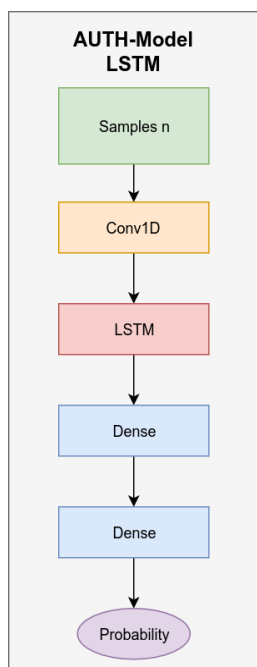 AUTH-Model
LSTM
Samples n
Conv1D
LSTM
Dense
Dense
Probability